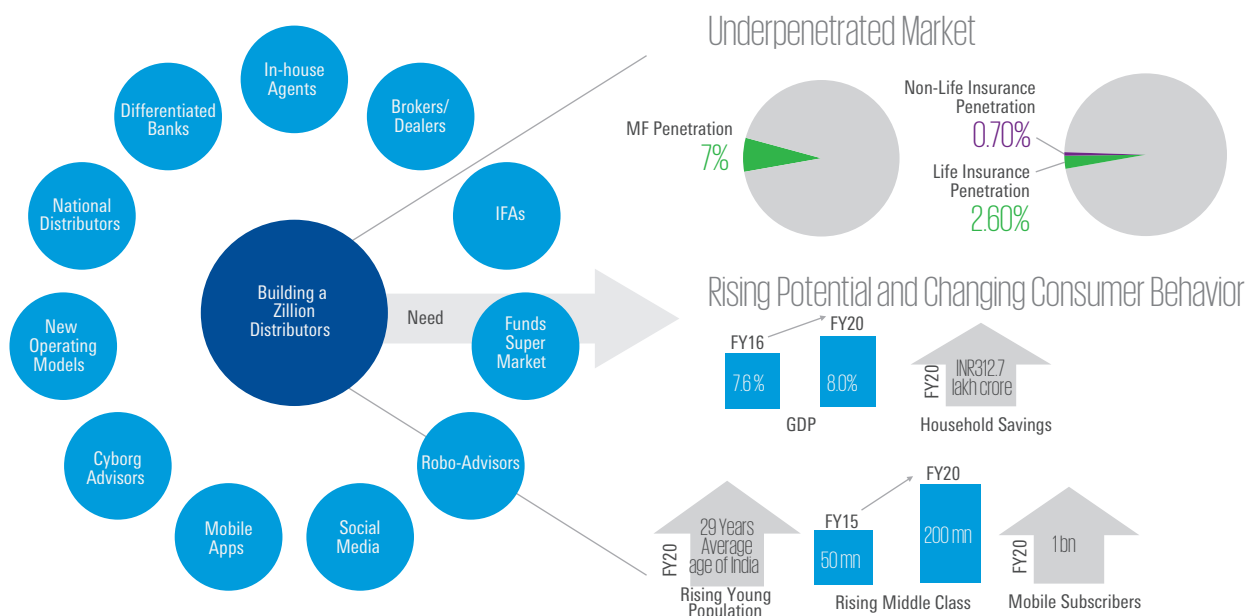 In-house
Agents
Brokers/
Dealers
IFAs
Funds
Super
Market
Robo-Advisors
Social
Media
Mobile
Apps
Cyborg
Advisors
New
Operating
Models
National
Distributors
Differentiated
Banks
Building a
Zillion
Distributors
Need
Underpenetrated Market
MF Penetration
7%
Non-Life Insurance
Penetration
0.70%
Life Insurance
Penetration
2.60%
Rising Potential and Changing Consumer Behavior
FY16
7.6 %
FY20
8.0%
GDP
FY20
INR312.7
lakh crore
Household Savings
FY20
29 Years
Average
age of India
Rising Young
Population
FY15
50 mn
FY20
200 mn
Rising Middle Class
FY20
1 bn
Mobile Subscribers